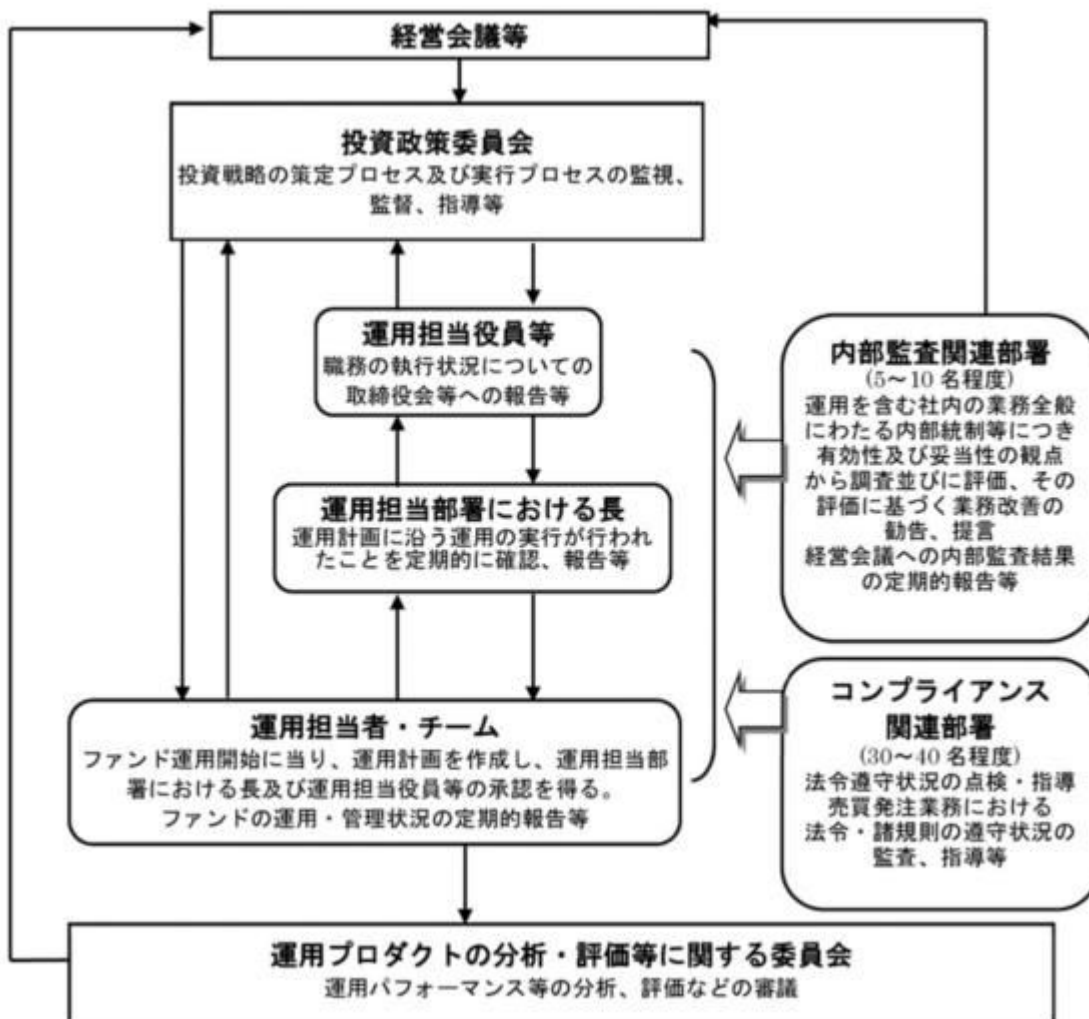 経営会議等
投資政策委員会
投資戦略の策定プロセス及び実行プロセスの監視、
監督、指導等
運用担当役員等
職務の執行状況についての
取締役会等への報告等
運用担当部署における長
運用計画に沿う運用の実行が行われ
たことを定期的に確認、報告等
運用担当者・チーム
ファンド運用開始に当り、運用計画を作成し、運用担当部
署における長及び運用担当役員等の承認を得る。
ファンドの運用・管理状況の定期的報告等
内部監査関連部署
(5～10 名程度)
運用を含む社内の業務全般
にわたる内部統制等につき
有効性及び妥当性の観点
から調査並びに評価、その
評価に基づく業務改善の
勧告、提言
経営会議への内部監査結果
の定期的報告等
コンプライアンス
関連部署
(30～40 名程度)
法令遵守状況の点検・指導
売買発注業務における
法令・諸規則の遵守状況の
監査、指導等
運用プロダクトの分析・評価等に関する委員会
運用パフォーマンス等の分析、評価などの審議